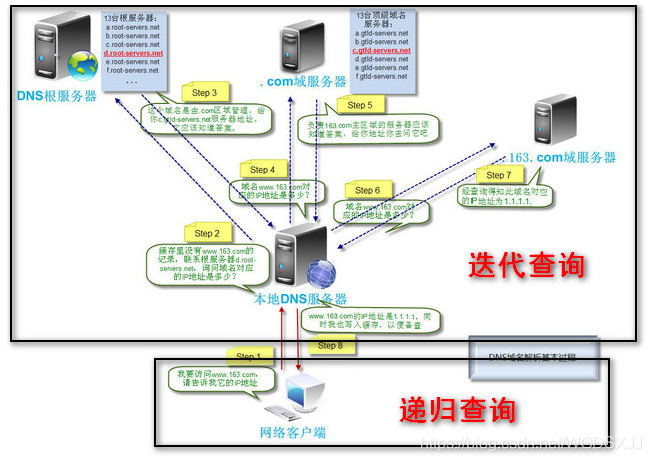 13台根服务器:
a.root-servers.net
b.root-servers.net
c.root-servers.net
d.root-servers.net
e.root-servers.net
f.root-servers.net
...
DNS根服务器
13台顶级域名
服务器:
a.gtld-servers.net
b.gtld-servers.net
c.gtld-servers.net
d.gtld-servers.net
e.gtld-servers.net
f.gtld-servers.net
.com域服务器
Step 3
这个域名是由.com区域管理，给
你c.gtld-servers.net服务器地址，
它应该知道答案。
Step 5
负责163.com主区域的服务器应该
知道答案，给你地址你去问它吧
.163.com域服务器
Step 4
域名www.163.com对
应的IP地址是多少?
Step 6
域名www.163.com对
应的IP地址是多少?
Step 7
经查询得知此域名对应
的IP地址为1.1.1.1。
Step 2
缓存里没有www.163.com的
记录，联系根服务器d.root-
servers.net，询问域名对应
的IP地址是多少?
本地DNS服务器
迭代查询
www.163.com的IP地址是1.1.1.1，同
时我也写入缓存，以便备查
Step 8
Step 1
我要访问www.163.com，
请告诉我它的IP地址
DNS域名解析基本过程
网络客户端
递归查询
https://blog.csdn.net/WGDSXJJ